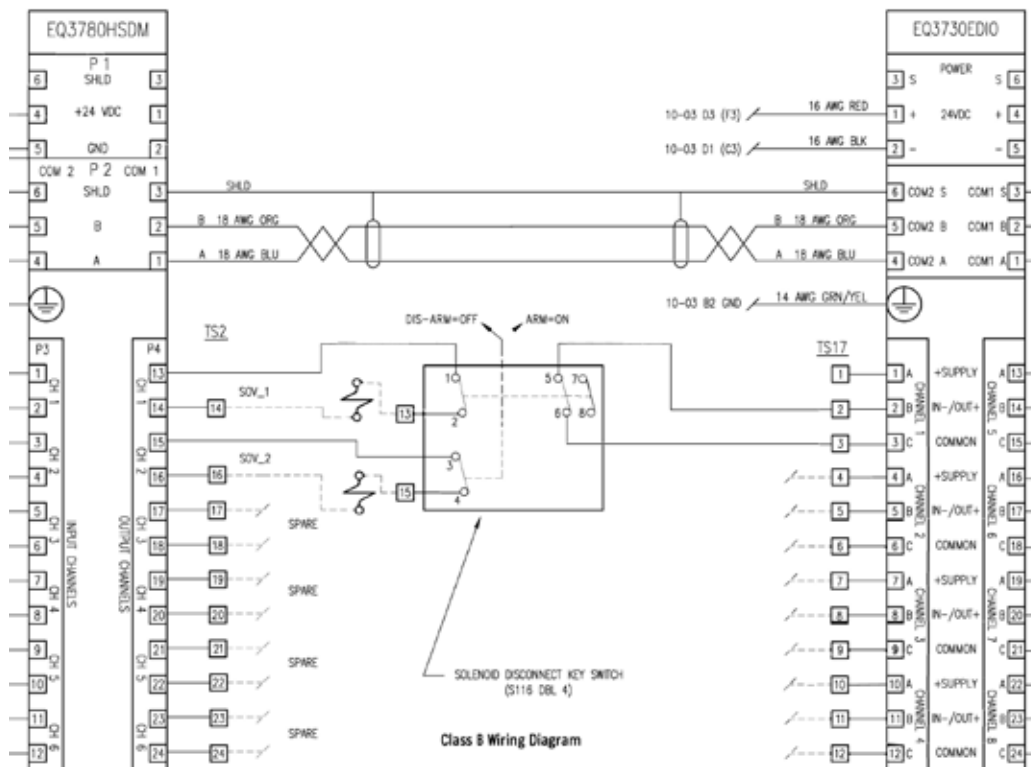 EQ3780HSDM
P 1
6 SHLD 3
4 +24 VDC 1
5 GND 2
COM 2 P 2 COM 1
6 SHLD 3
5 B 2
4 A 1
EQ3730EDIO
POWER
3 S S 6
1 + 24VDC + 4
2 - - 5
6 COM2 S COM1 S 3
5 COM2 B COM1 B 2
4 COM2 A COM1 A 1
10-03 D3 (F3) 16 AWG RED
10-03 D1 (C3) 16 AWG BLK
SHLD SHLD
B 18 AWG ORG B 18 AWG ORG
A 18 AWG BLU A 18 AWG BLU
10-03 B2 GND 14 AWG GRN/YEL
DIS-ARM=OFF ARM=ON
TS2
TS17
P3 P4
1 13
2 14
3 15
4 16
5 17
6 18
7 19
8 20
9 21
10 22
11 23
12 24
CH 1
CH 2
CH 3
CH 4
CH 5
CH 6
INPUT CHANNELS
CH 1
CH 2
CH 3
CH 4
CH 5
CH 6
OUTPUT CHANNELS
14 SOV_1 13
16 SOV_2 15
17
SPARE
18
19
SPARE
20
21
SPARE
22
23
SPARE
24
1 5 7
2 6 8
3
4
SOLENOID DISCONNECT KEY SWITCH
(S116 DBL 4)
Class B Wiring Diagram
1 1 A +SUPPLY A 13
2 2 B IN-/OUT+ B 14
3 3 C COMMON C 15
4 4 A +SUPPLY A 16
5 5 B IN-/OUT+ B 17
6 6 C COMMON C 18
7 7 A +SUPPLY A 19
8 8 B IN-/OUT+ B 20
9 9 C COMMON C 21
10 10 A +SUPPLY A 22
11 11 B IN-/OUT+ B 23
12 12 C COMMON C 24
CHANNEL 1
CHANNEL 2
CHANNEL 3
CHANNEL 4
CHANNEL 5
CHANNEL 6
CHANNEL 7
CHANNEL 8